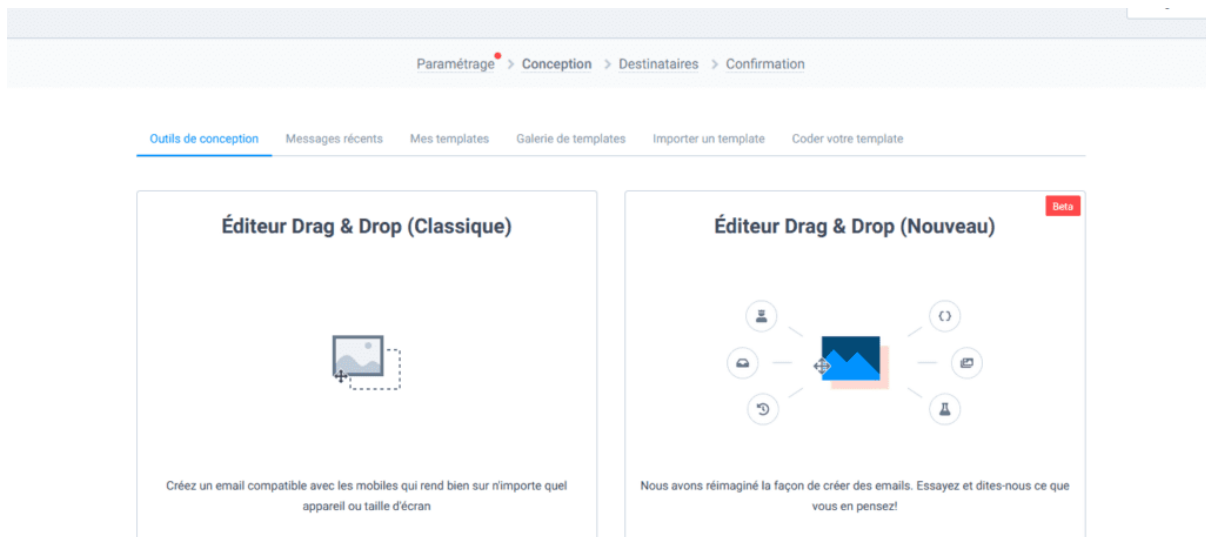 Paramétrage > Conception > Destinataires > Confirmation
Outils de conception Messages récents Mes templates Galerie de templates Importer un template Coder votre template
Éditeur Drag & Drop (Classique)
Créez un email compatible avec les mobiles qui rend bien sur n'importe quel
appareil ou taille d'écran
Beta
Éditeur Drag & Drop (Nouveau)
Nous avons réimaginé la façon de créer des emails. Essayez et dites-nous ce que
vous en pensez!